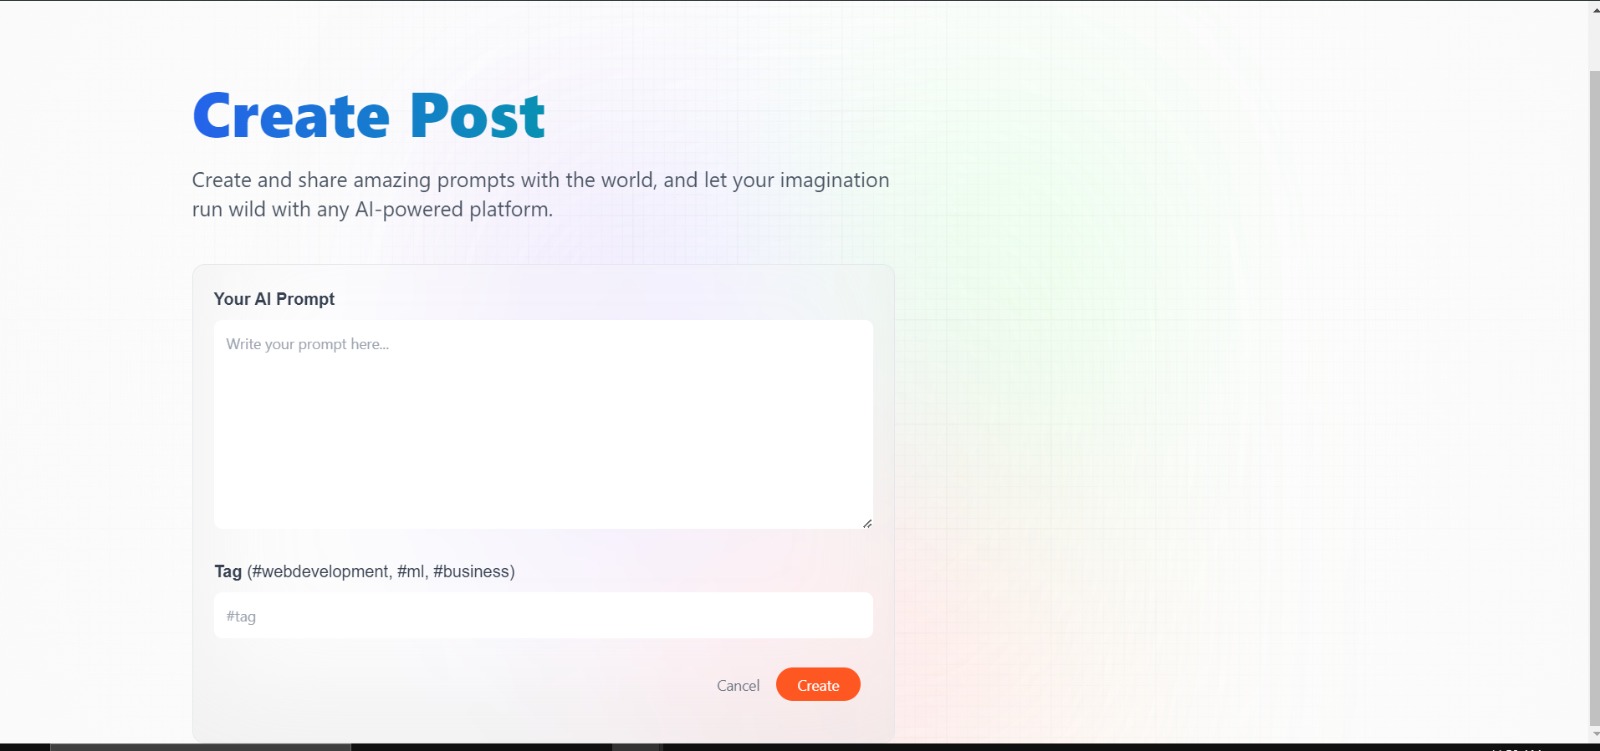 Create Post
Create and share amazing prompts with the world, and let your imagination
run wild with any AI-powered platform.
Your AI Prompt
Write your prompt here...
Tag (#webdevelopment, #ml, #business)
#tag
Cancel Create